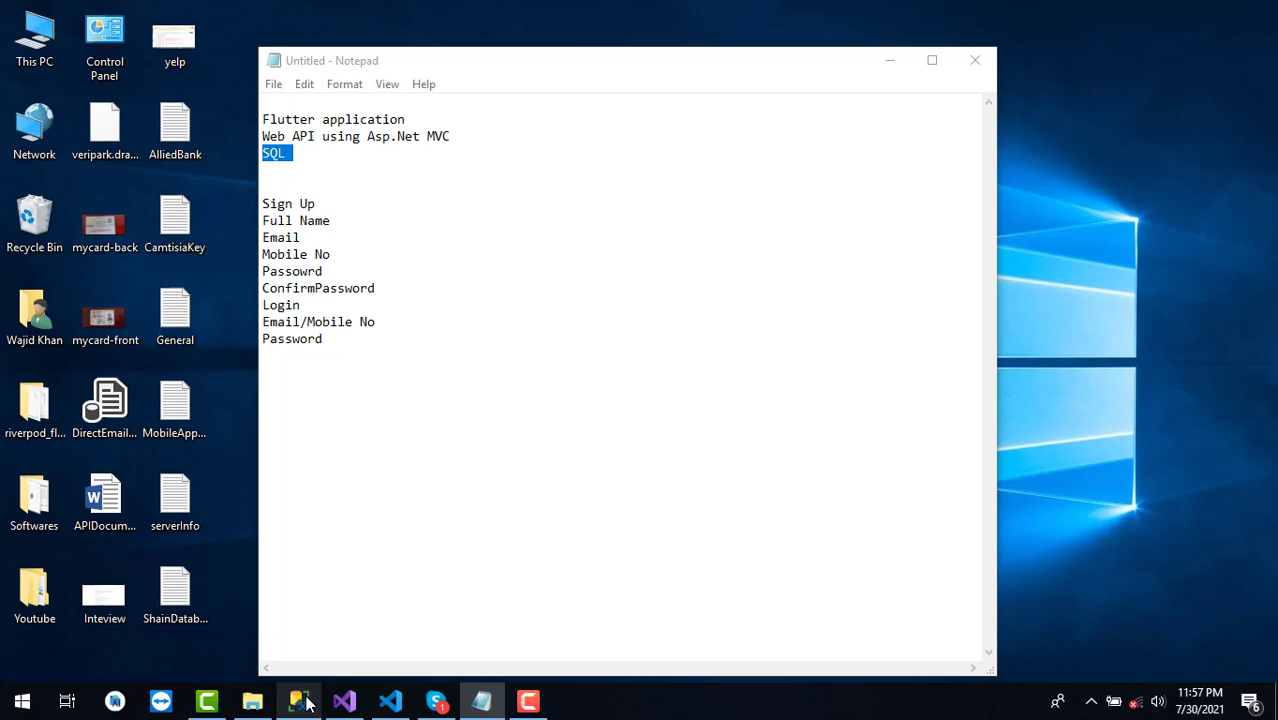 This PC
Control Panel
yelp
Network
veripark.dra...
AlliedBank
Recycle Bin
mycard-back
CamtisiaKey
Wajid Khan
mycard-front
General
riverpod_fl...
DirectEmail...
MobileApp...
Softwares
APIDocum...
serverInfo
Youtube
Inteview
ShainDatab...
Untitled - Notepad
File Edit Format View Help
Flutter application
Web API using Asp.Net MVC
SQL
Sign Up
Full Name
Email
Mobile No
Passowrd
ConfirmPassword
Login
Email/Mobile No
Password
11:57 PM
7/30/2021